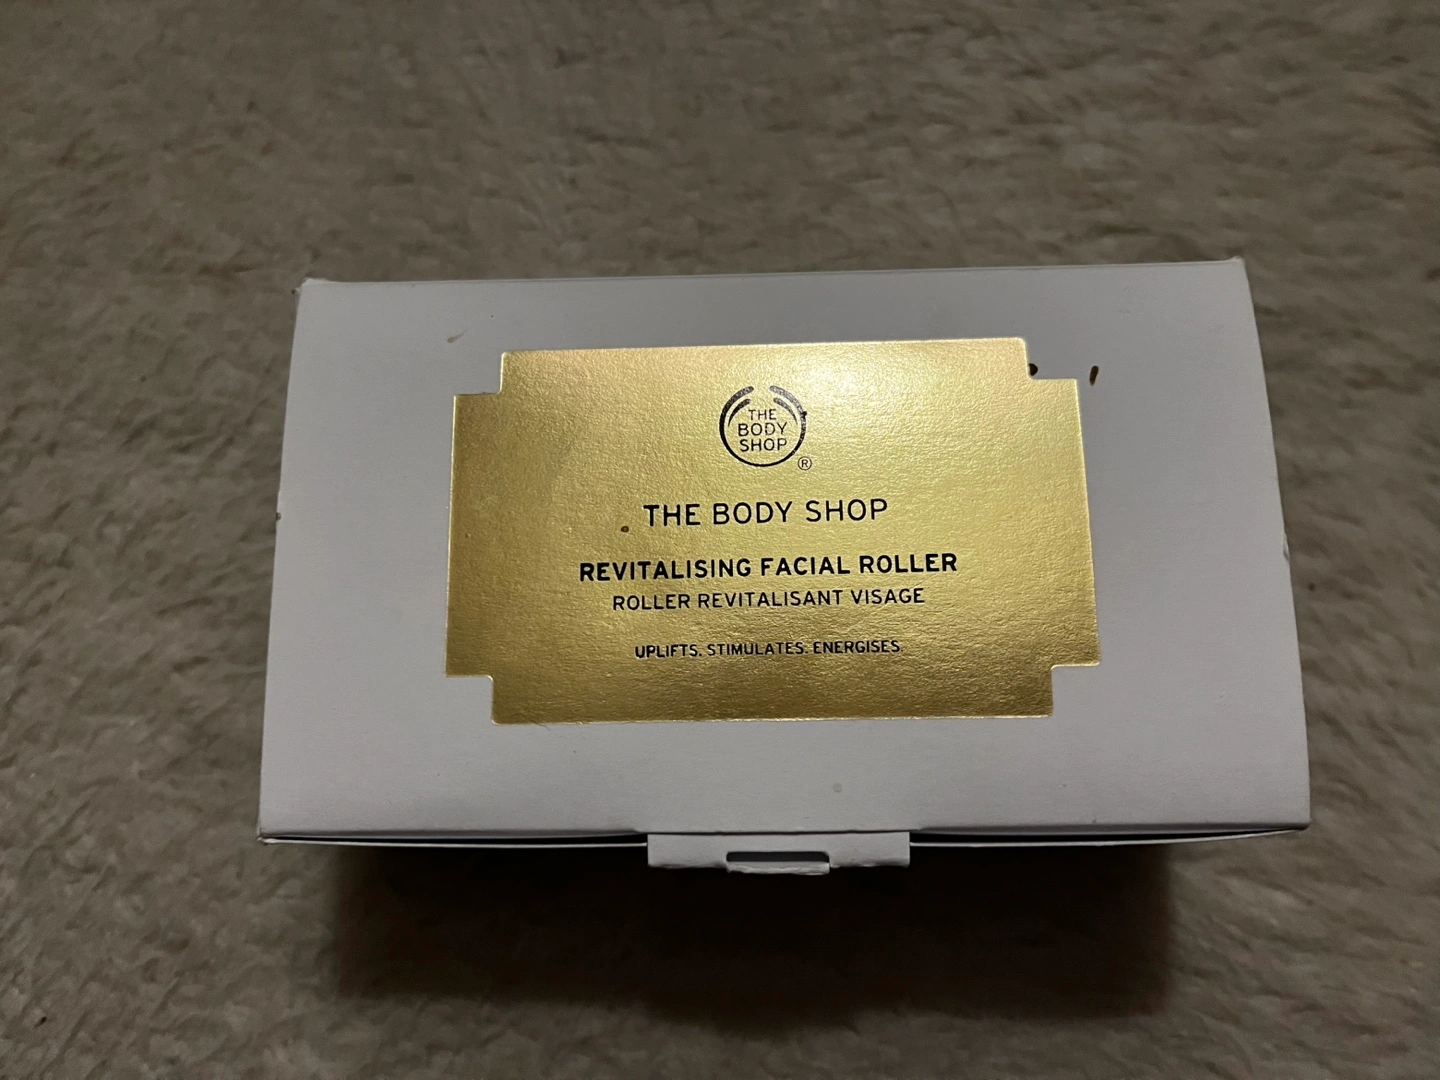 THE
BODY
SHOP
®
THE BODY SHOP
REVITALISING FACIAL ROLLER
ROLLER REVITALISANT VISAGE
UPLIFTS. STIMULATES. ENERGISES.